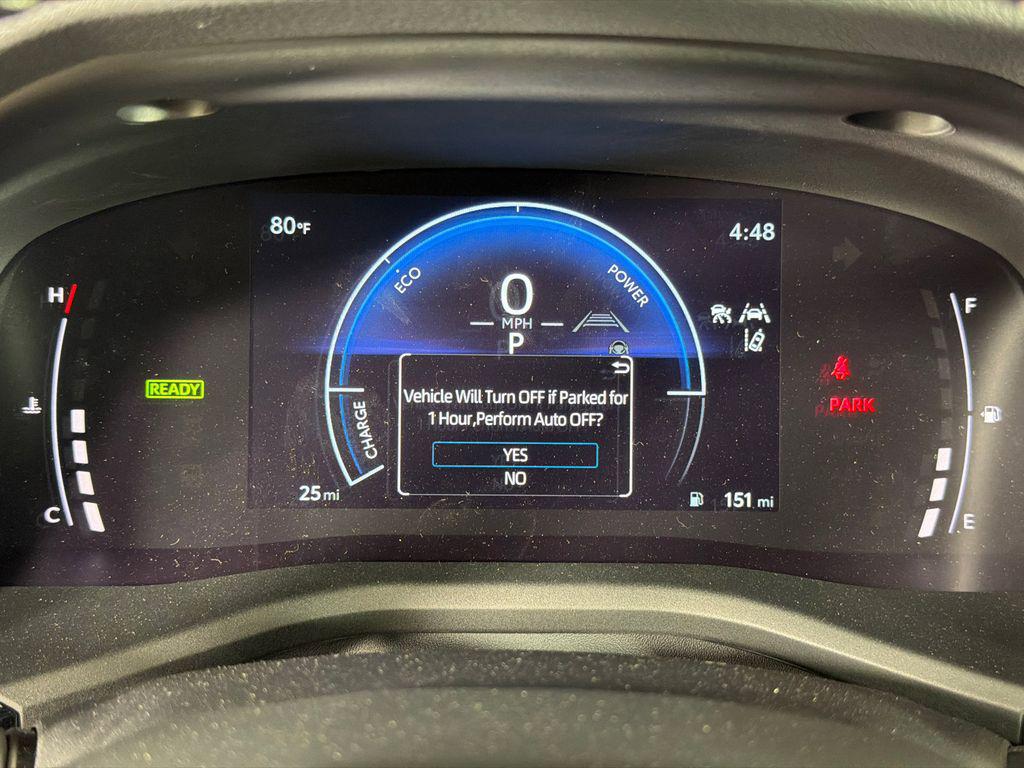 80°F
4:48
H
ECO
POWER
F
0
MPH
P
READY
Vehicle Will Turn OFF if Parked for
1 Hour,Perform Auto OFF?
YES
NO
CHARGE
PARK
25 mi
151 mi
C
E